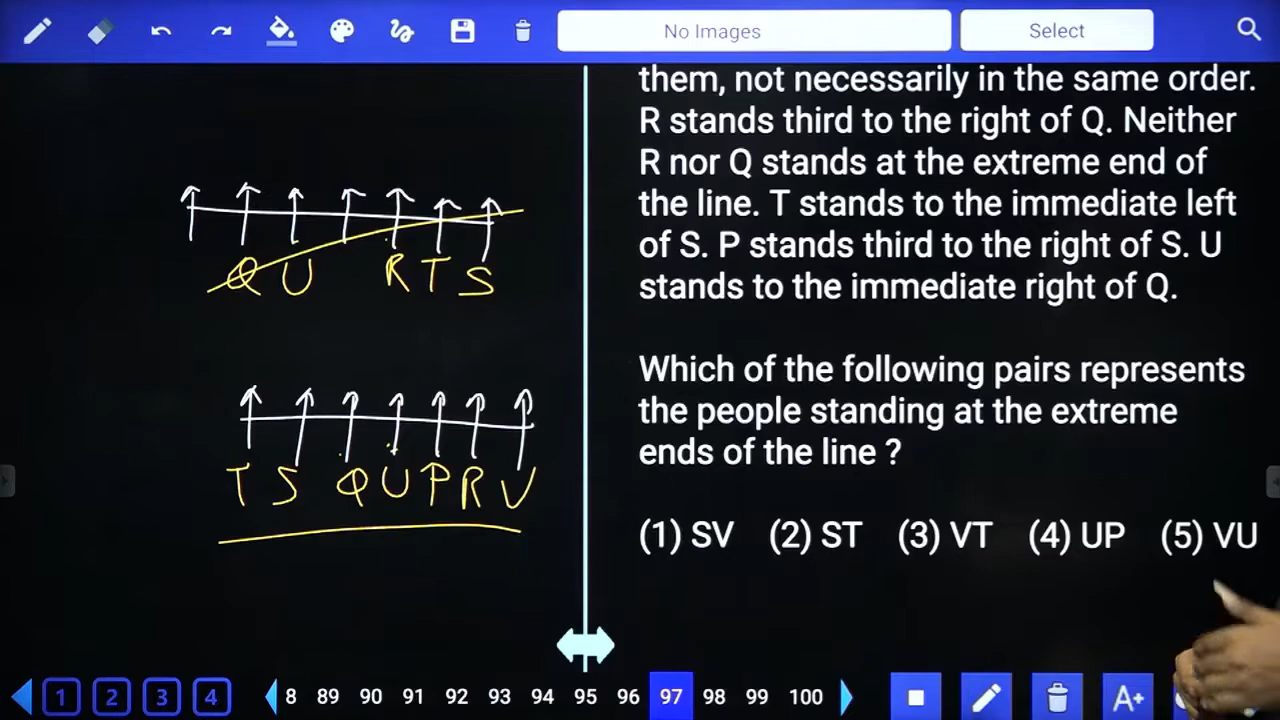 No Images
Select
them, not necessarily in the same order.
R stands third to the right of Q. Neither
R nor Q stands at the extreme end of
the line. T stands to the immediate left
of S. P stands third to the right of S. U
stands to the immediate right of Q.
Which of the following pairs represents
the people standing at the extreme
ends of the line ?
(1) SV (2) ST (3) VT (4) UP (5) VU
Q U R T S
T S Q U P R V
1 2 3 4 8 89 90 91 92 93 94 95 96 97 98 99 100 A+